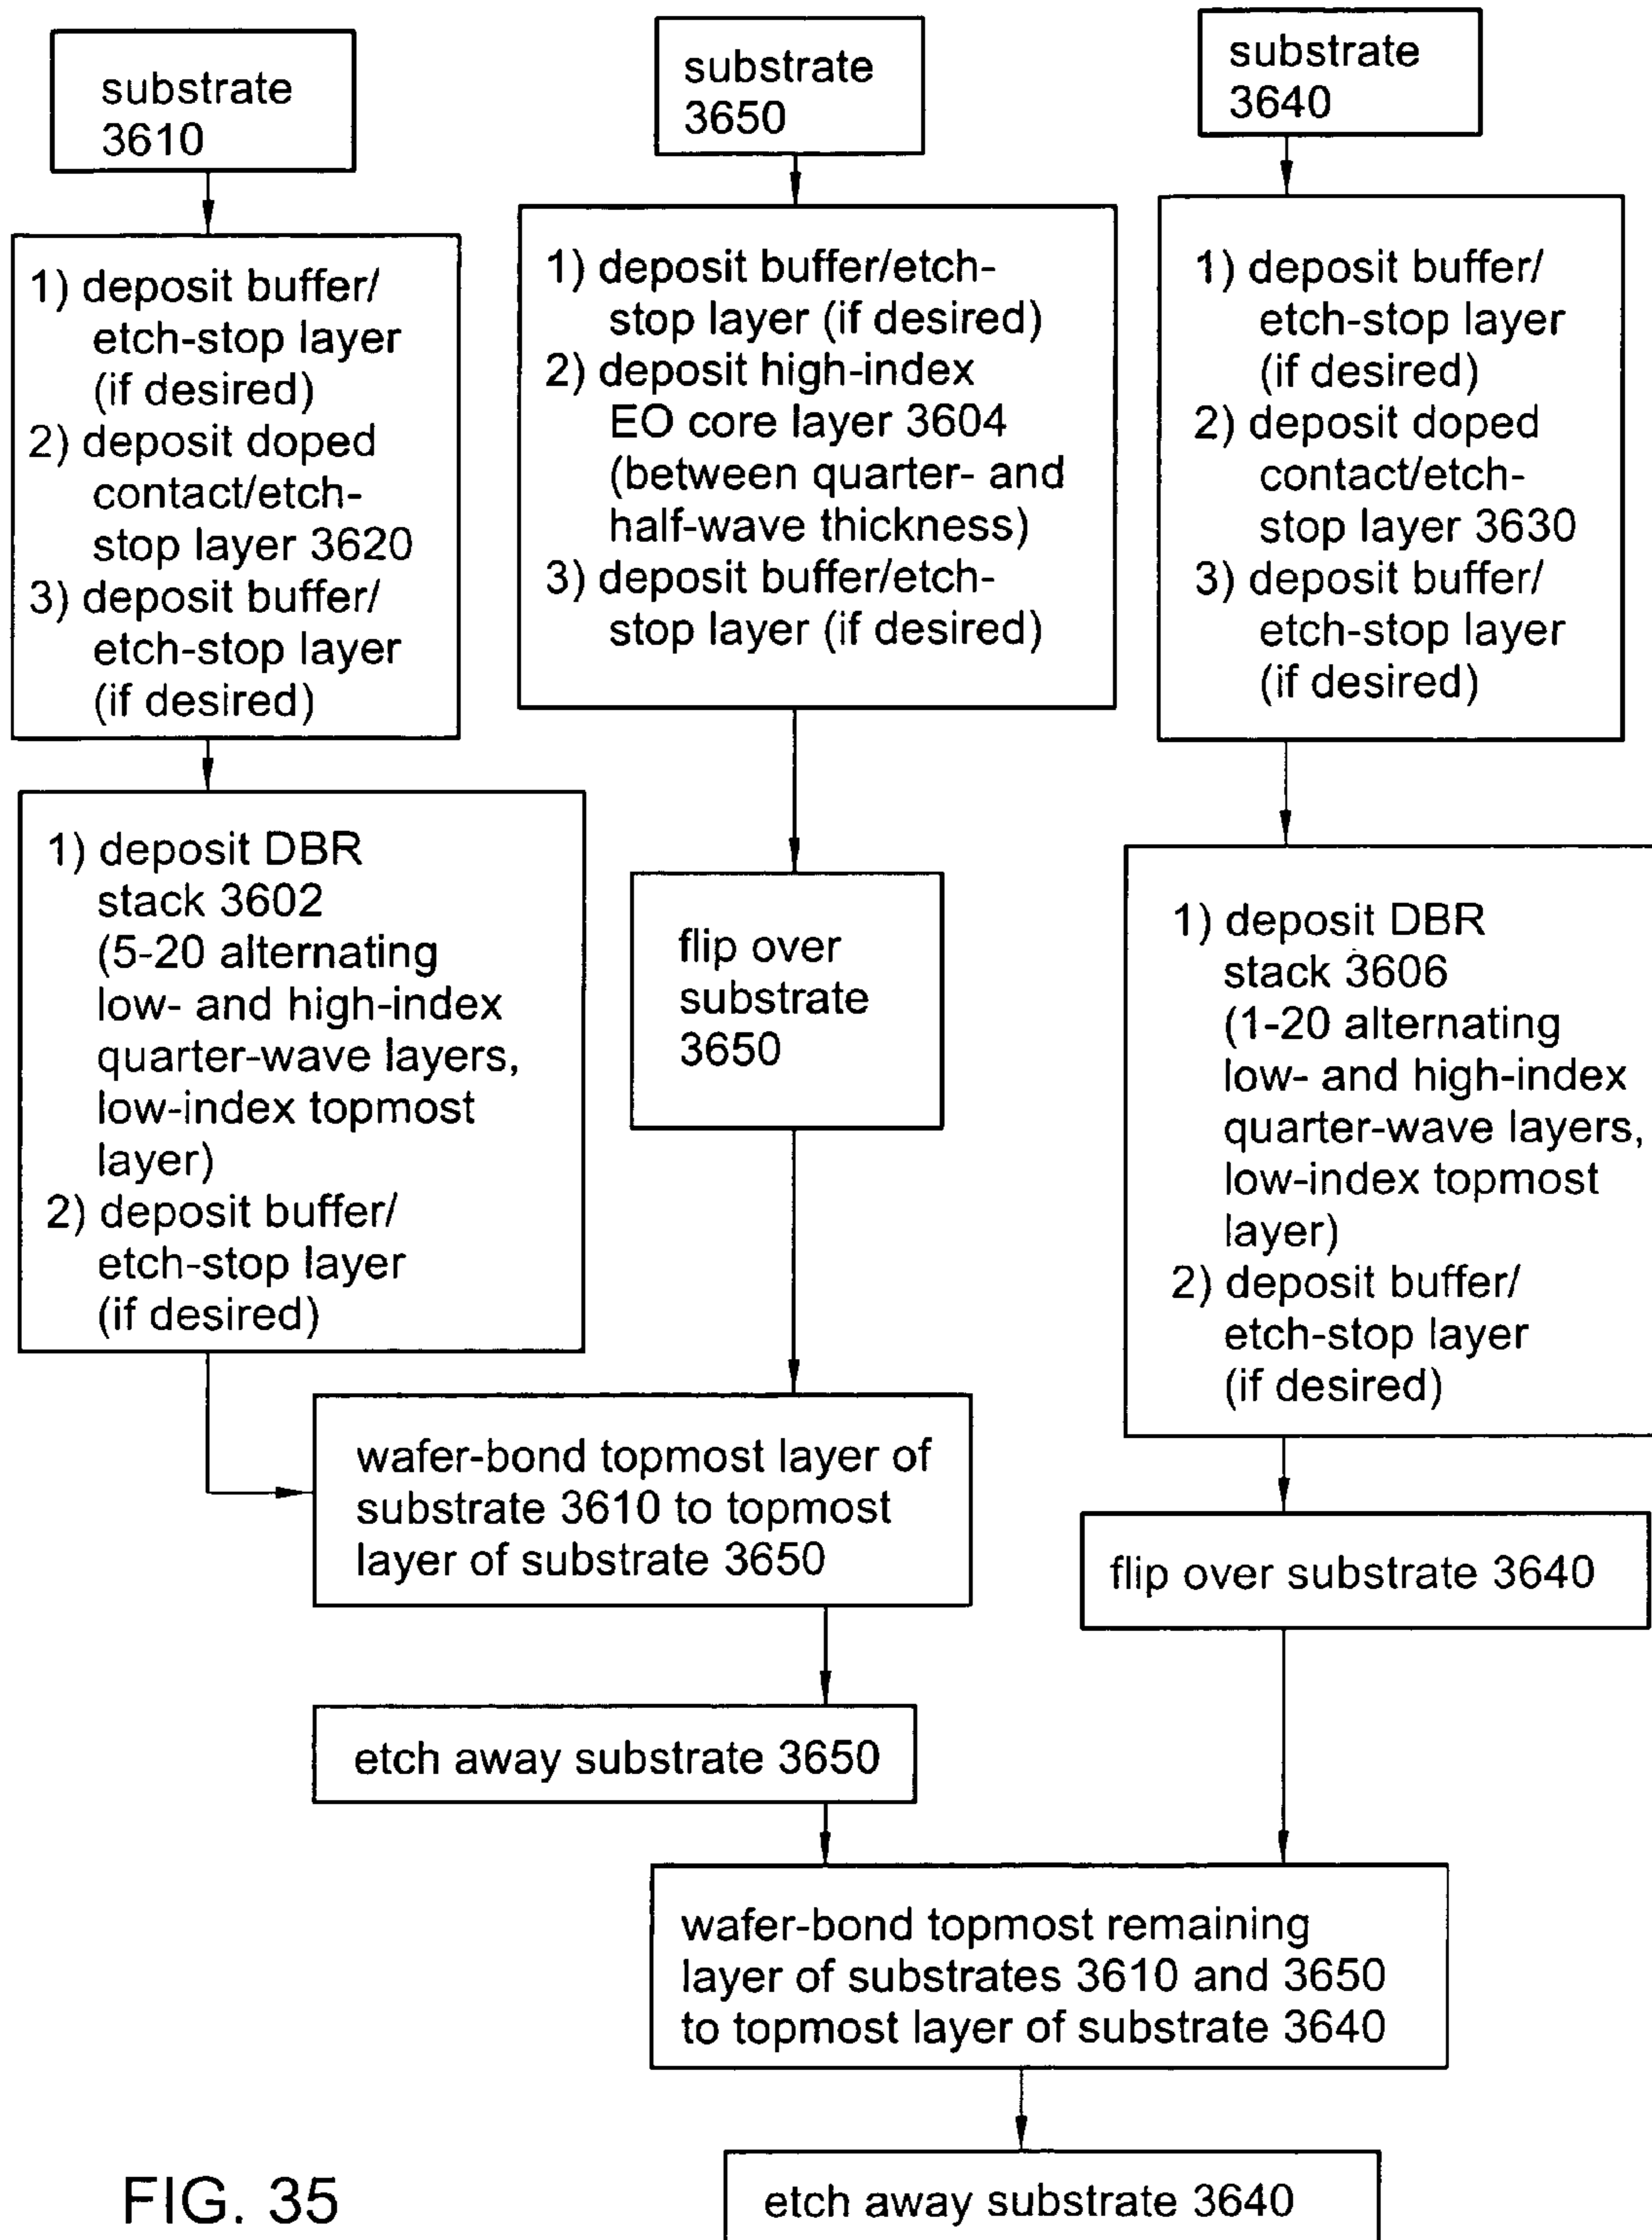 substrate
3610
substrate
3650
substrate
3640
1) deposit buffer/
etch-stop layer
(if desired)
2) deposit doped
contact/etch-
stop layer 3620
3) deposit buffer/
etch-stop layer
(if desired)
1) deposit buffer/etch-
stop layer (if desired)
2) deposit high-index
EO core layer 3604
(between quarter- and
half-wave thickness)
3) deposit buffer/etch-
stop layer (if desired)
1) deposit buffer/
etch-stop layer
(if desired)
2) deposit doped
contact/etch-
stop layer 3630
3) deposit buffer/
etch-stop layer
(if desired)
1) deposit DBR
stack 3602
(5-20 alternating
low- and high-index
quarter-wave layers,
low-index topmost
layer)
2) deposit buffer/
etch-stop layer
(if desired)
flip over
substrate
3650
1) deposit DBR
stack 3606
(1-20 alternating
low- and high-index
quarter-wave layers,
low-index topmost
layer)
2) deposit buffer/
etch-stop layer
(if desired)
wafer-bond topmost layer of
substrate 3610 to topmost
layer of substrate 3650
flip over substrate 3640
etch away substrate 3650
wafer-bond topmost remaining
layer of substrates 3610 and 3650
to topmost layer of substrate 3640
etch away substrate 3640
FIG. 35